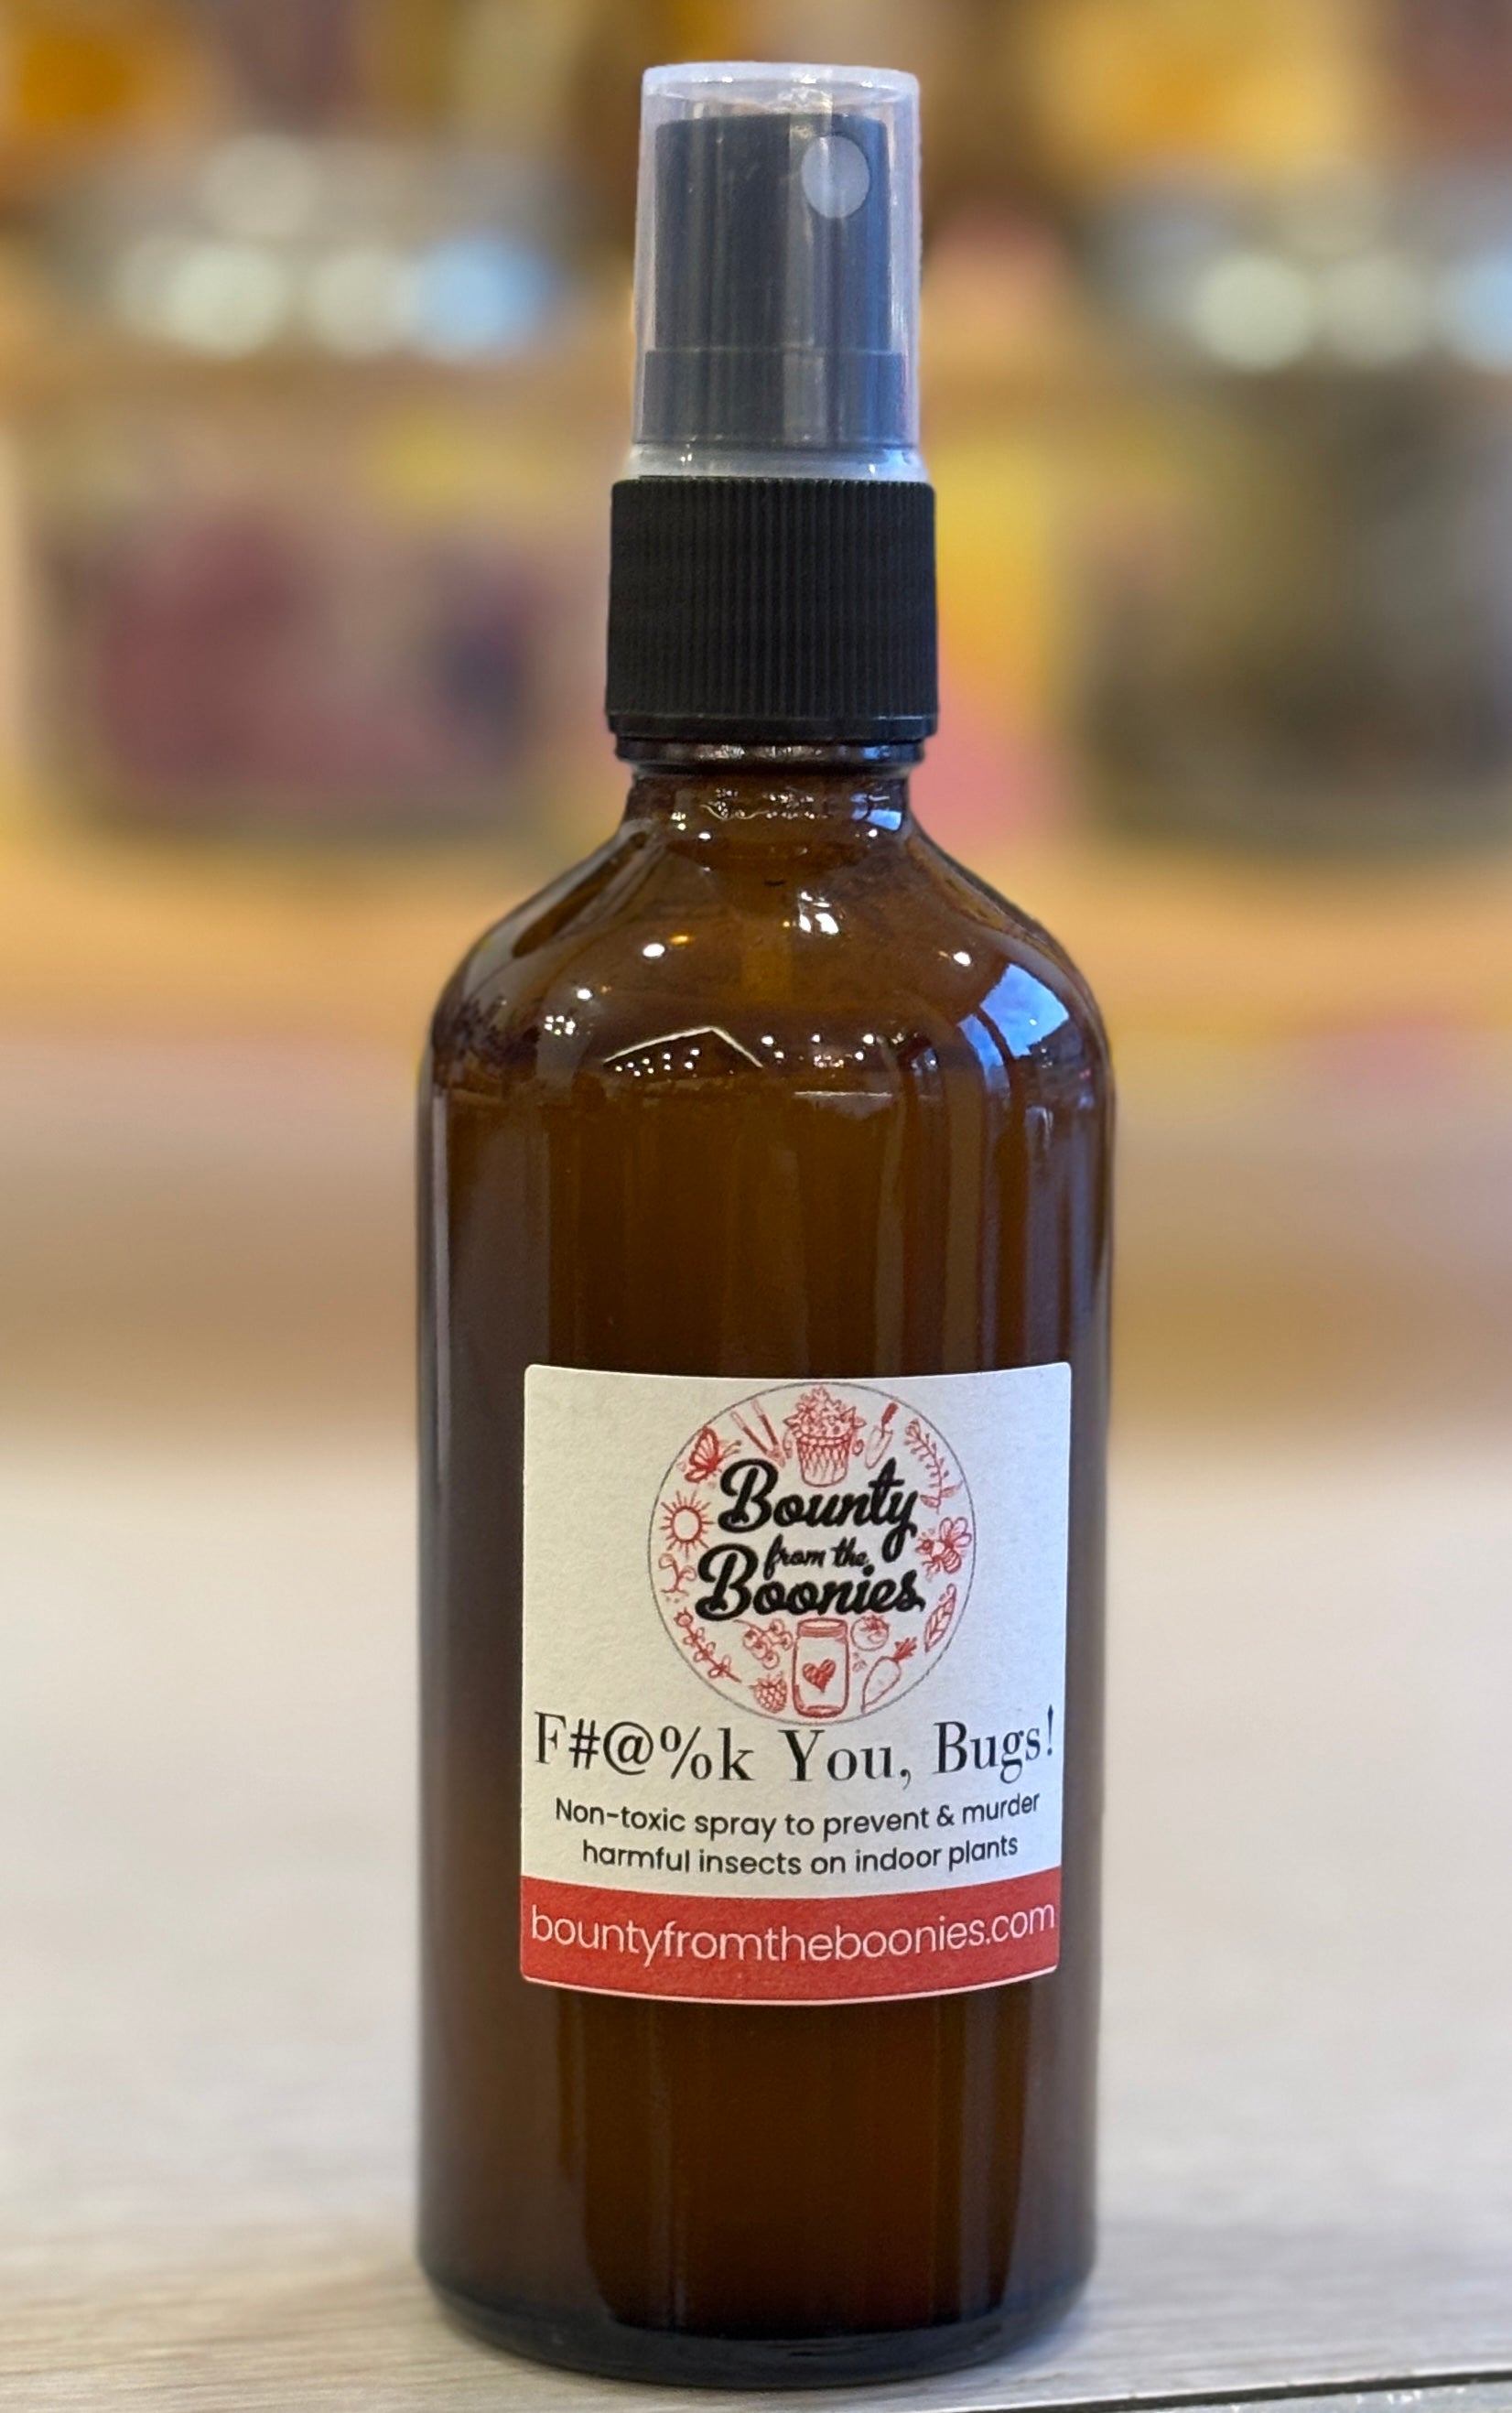 Bounty
from the
Boonies
F#@%k You, Bugs!
Non-toxic spray to prevent & murder
harmful insects on indoor plants
bountyfromtheboonies.com